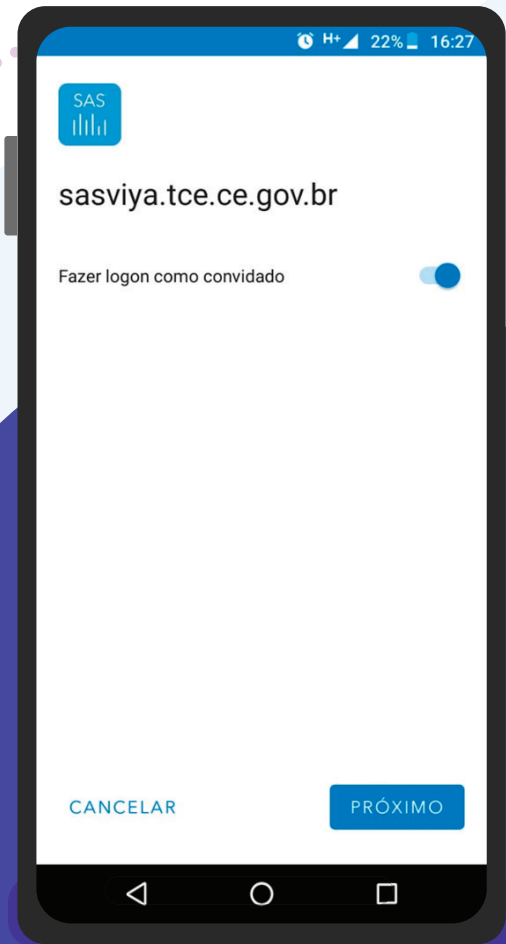 H+ 22% 16:27
SAS
sasviya.tce.ce.gov.br
Fazer logon como convidado
CANCELAR PRÓXIMO